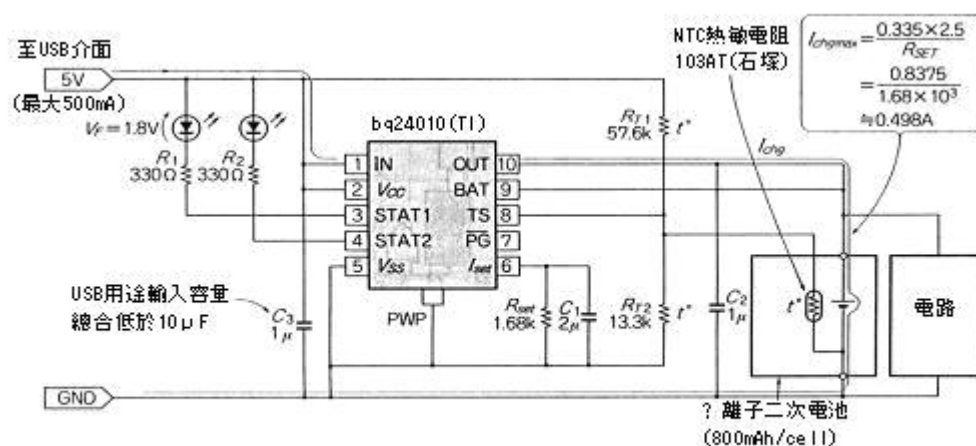 至USB介面
5V
(最大500mA)
V_F=1.8V
R1
330Ω
R2
330Ω
bq24010(TI)
1 IN
2 VCC
3 STAT1
4 STAT2
5 VSS
OUT 10
BAT 9
TS 8
PG 7
Iset 6
PWP
USB用途輸入容量
總合低於10μF
C3
1μ
Rset
1.68k
C1
2μ
RT1
57.6k
t°
RT2
13.3k
t°
C2
1μ
NTC熱敏電阻
103AT(石塚)
Ichg
Ichgmax=0.335×2.5/RSET
=0.8375/1.68×10³
≒0.498A
t°
電路
GND
? 離子二次電池
(800mAh/cell)